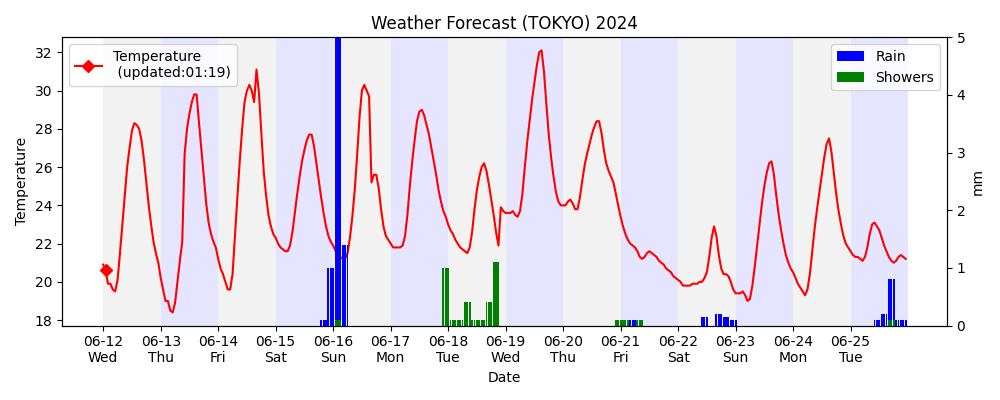 Weather Forecast (TOKYO) 2024
Temperature
(updated:01:19)
Rain
Showers
Temperature
32
30
28
26
24
22
20
18
5
4
3
2
1
0
mm
06-12 06-13 06-14 06-15 06-16 06-17 06-18 06-19 06-20 06-21 06-22 06-23 06-24 06-25
Wed Thu Fri Sat Sun Mon Tue Wed Thu Fri Sat Sun Mon Tue
Date